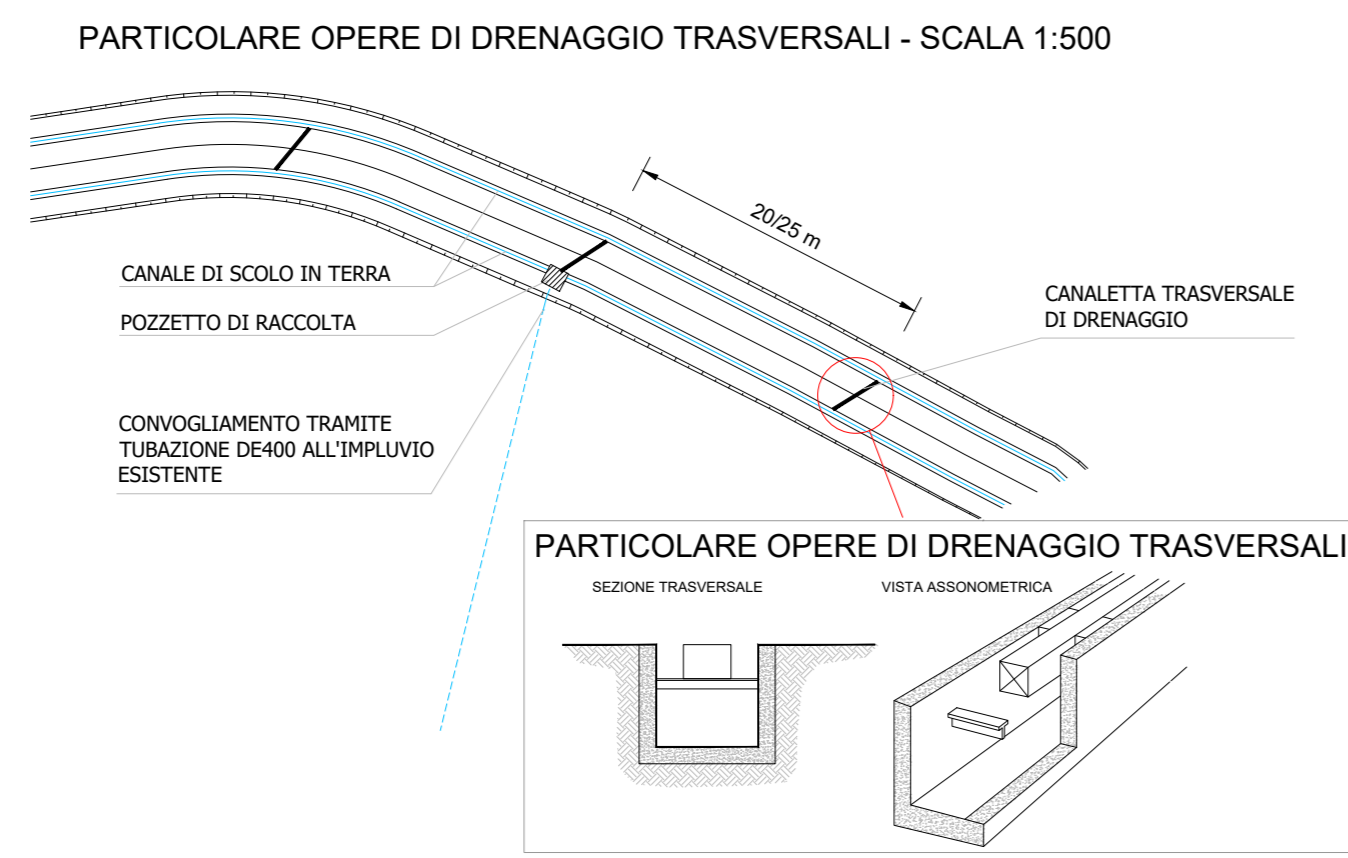 PARTICOLARE OPERE DI DRENAGGIO TRASVERSALI - SCALA 1:500
20/25 m
CANALE DI SCOLO IN TERRA
POZZETTO DI RACCOLTA
CONVOGLIAMENTO TRAMITE
TUBAZIONE DE400 ALL'IMPLUVIO
ESISTENTE
CANALETTA TRASVERSALE
DI DRENAGGIO
PARTICOLARE OPERE DI DRENAGGIO TRASVERSALI
SEZIONE TRASVERSALE
VISTA ASSONOMETRICA